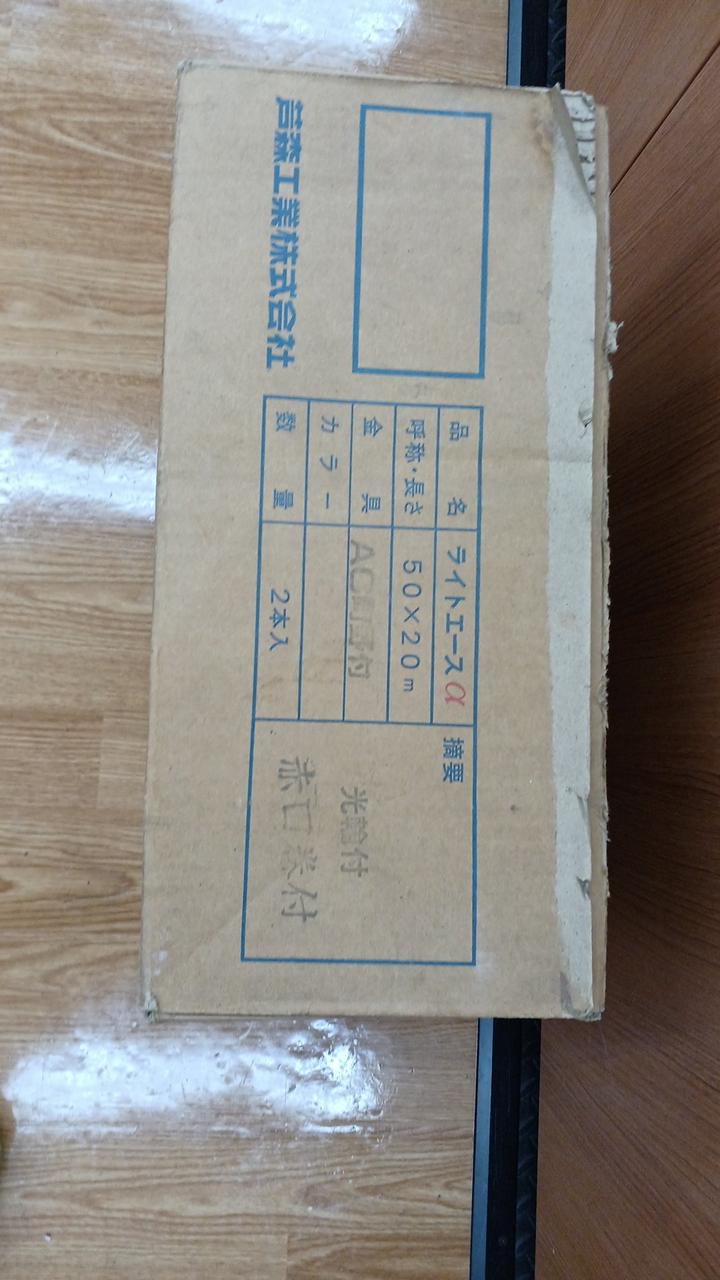 芦森工業株式会社
品名 ライトエースα
呼称・長さ 50×20m
金具 AC町野付
カラー
数量 2本入
摘要
光輪付
赤口巻付